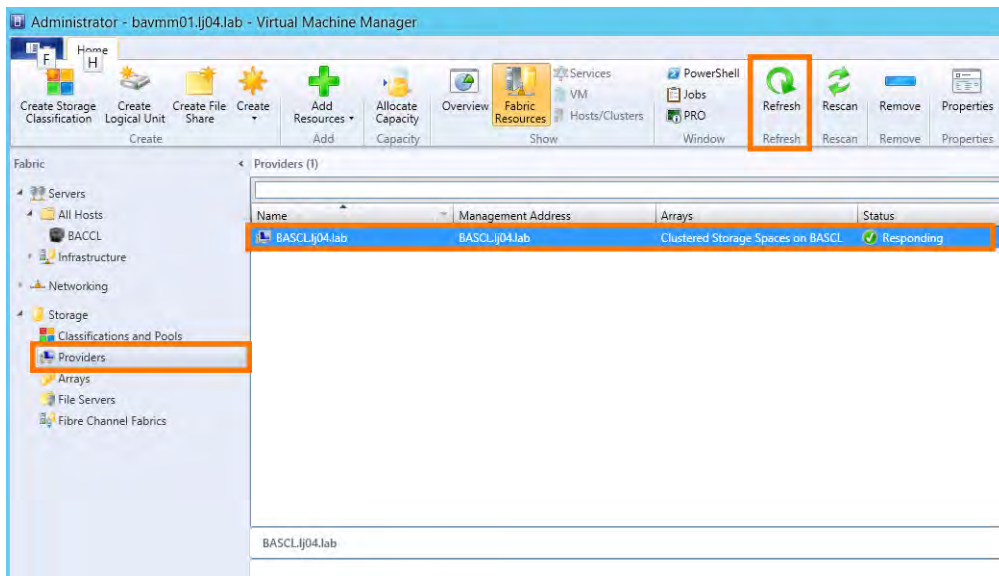 Administrator - bavmm01.lj04.lab - Virtual Machine Manager
F
Home
H
Create Storage Classification
Create Logical Unit
Create File Share
Create
Add Resources
Allocate Capacity
Overview
Fabric Resources
Services
VM
Hosts/Clusters
PowerShell
Jobs
PRO
Refresh
Rescan
Remove
Properties
Create
Add
Capacity
Show
Window
Refresh
Rescan
Remove
Properties
Fabric
Servers
All Hosts
BACCL
Infrastructure
Networking
Storage
Classifications and Pools
Providers
Arrays
File Servers
Fibre Channel Fabrics
Providers (1)
Name Management Address Arrays Status
BASCL.lj04.lab BASCL.lj04.lab Clustered Storage Spaces on BASCL Responding
BASCL.lj04.lab